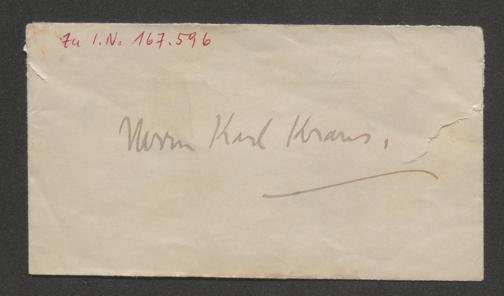 Zu I.N. 167.596
Herrn Karl Kraus,